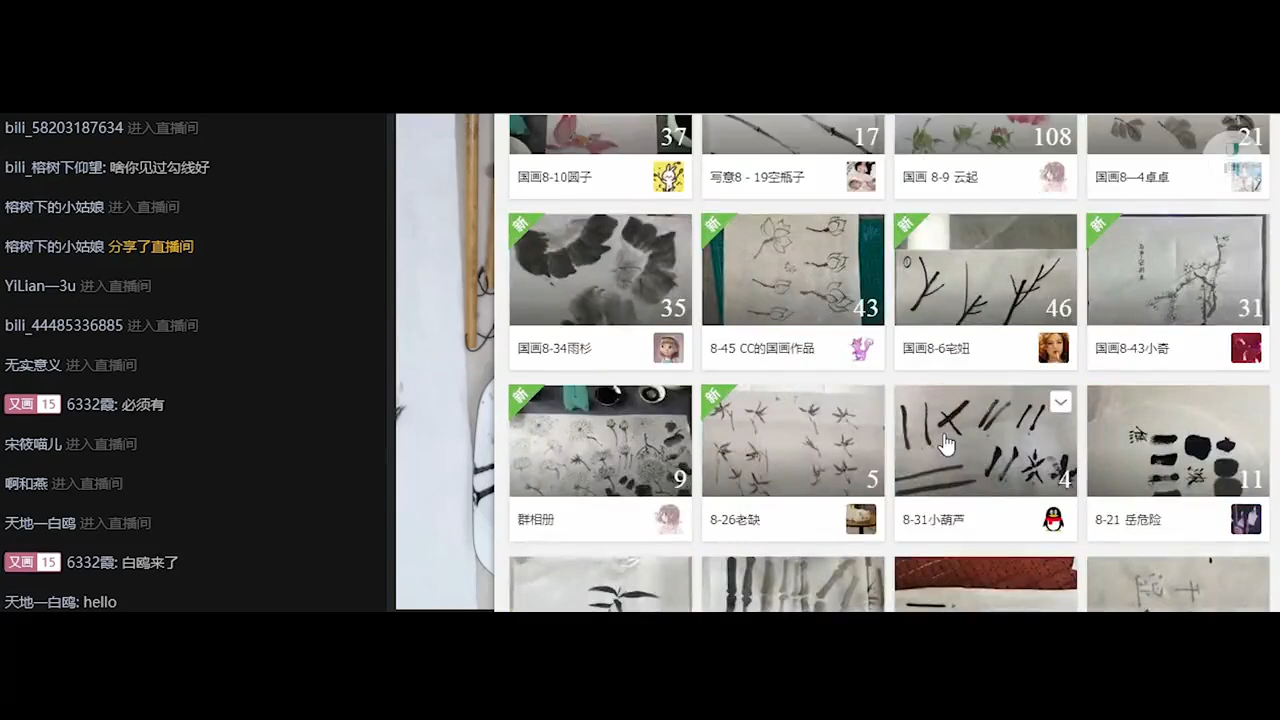 bili_58203187634 进入直播间
bili_榕树下仰望: 啥你见过勾线好
榕树下的小姑娘 进入直播间
榕树下的小姑娘 分享了直播间
YiLian—3u 进入直播间
bili_44485336885 进入直播间
无实意义 进入直播间
又画 15 6332霞: 必须有
宋筱喵儿 进入直播间
啊和燕 进入直播间
天地一白鸥 进入直播间
又画 15 6332霞: 白鸥来了
天地一白鸥: hello
37 17 108 21
国画8-10圆子 写意8 - 19空瓶子 国画 8-9 云起 国画8—4卓卓
新 新 新 新
35 43 46 31
国画8-34雨杉 8-45 CC的国画作品 国画8-6宅妞 国画8-43小奇
新 新
9 5 4 11
群相册 8-26老缺 8-31小葫芦 8-21 岳危险